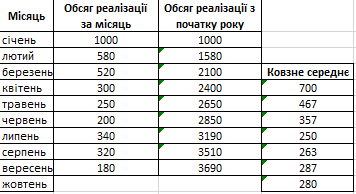 Місяць Обсяг реалізації за місяць Обсяг реалізації з початку року
січень 1000 1000
лютий 580 1580
березень 520 2100 Ковзне середнє
квітень 300 2400 700
травень 250 2650 467
червень 200 2850 357
липень 340 3190 250
серпень 320 3510 263
вересень 180 3690 287
жовтень 280